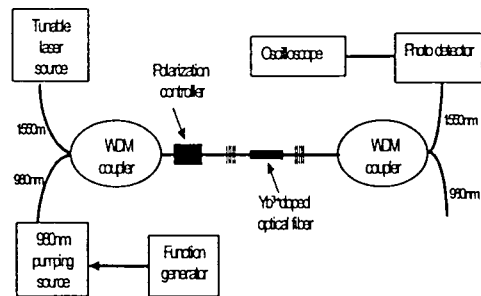 Tunable
laser
source
Oscilloscope
Photo detector
Polarization
controller
1550nm
1550nm
WDM
coupler
WDM
coupler
980nm
980nm
Yb³⁺doped
optical fiber
980nm
pumping
source
Function
generator